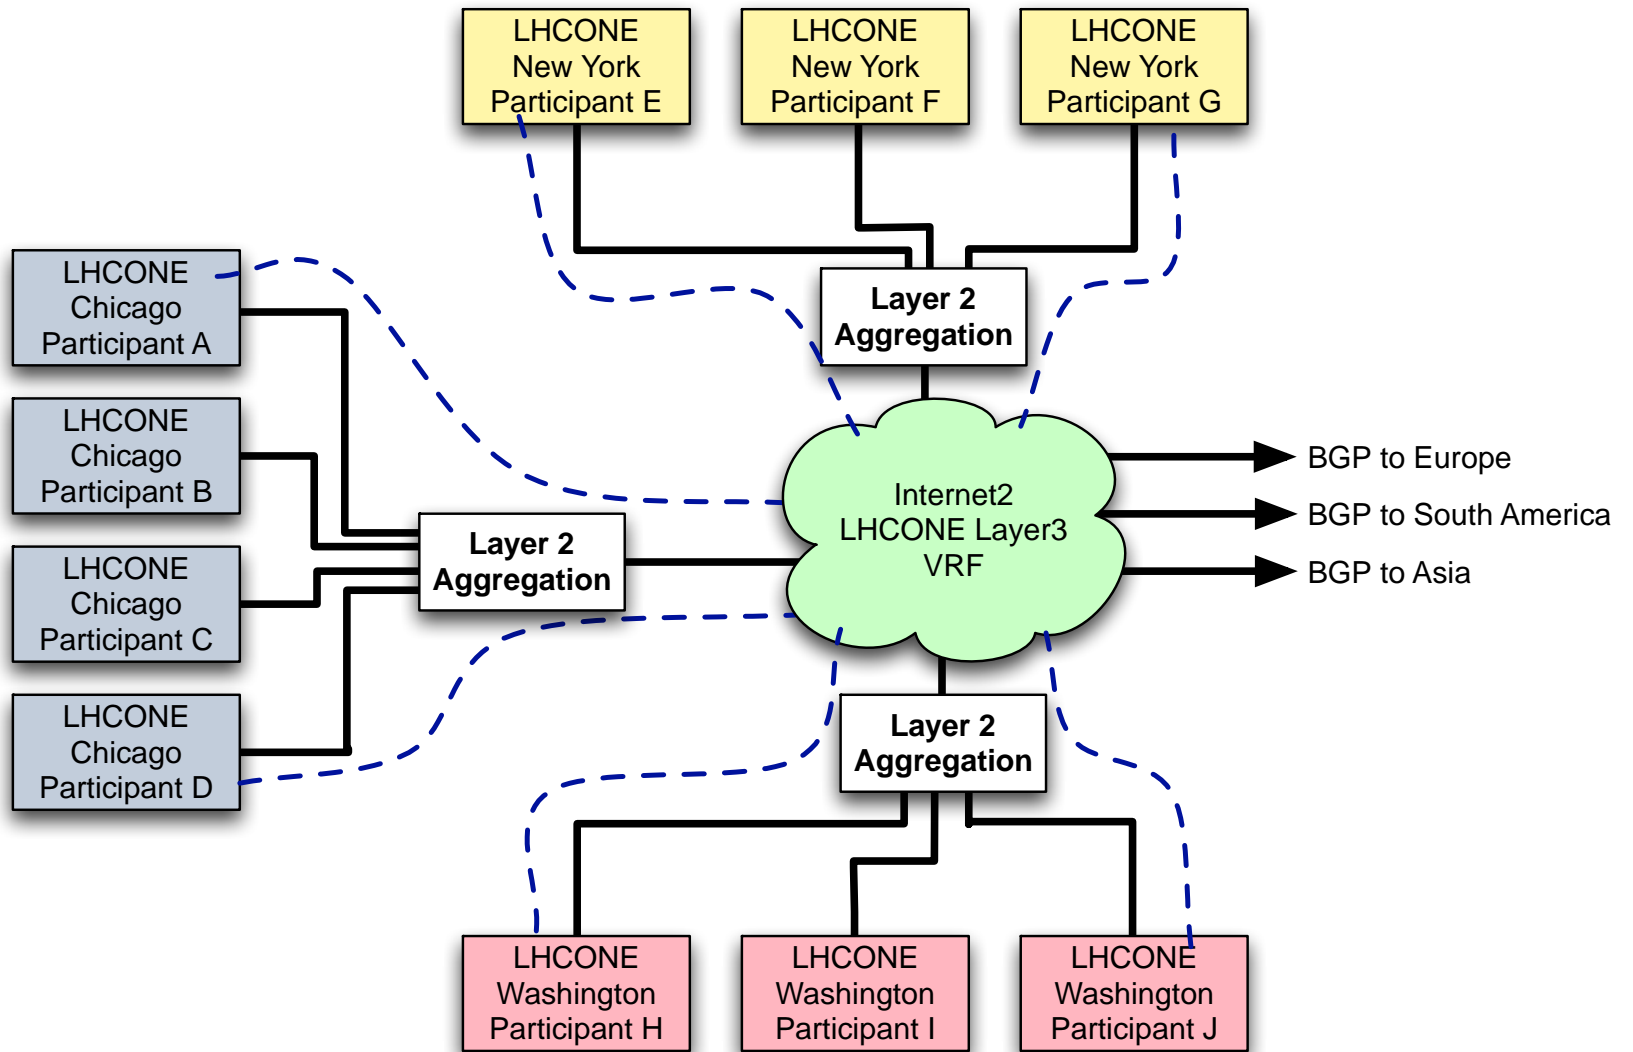 LHCONE
New York
Participant E
LHCONE
New York
Participant F
LHCONE
New York
Participant G
LHCONE
Chicago
Participant A
LHCONE
Chicago
Participant B
LHCONE
Chicago
Participant C
LHCONE
Chicago
Participant D
Layer 2
Aggregation
Layer 2
Aggregation
Internet2
LHCONE Layer3
VRF
BGP to Europe
BGP to South America
BGP to Asia
Layer 2
Aggregation
LHCONE
Washington
Participant H
LHCONE
Washington
Participant I
LHCONE
Washington
Participant J